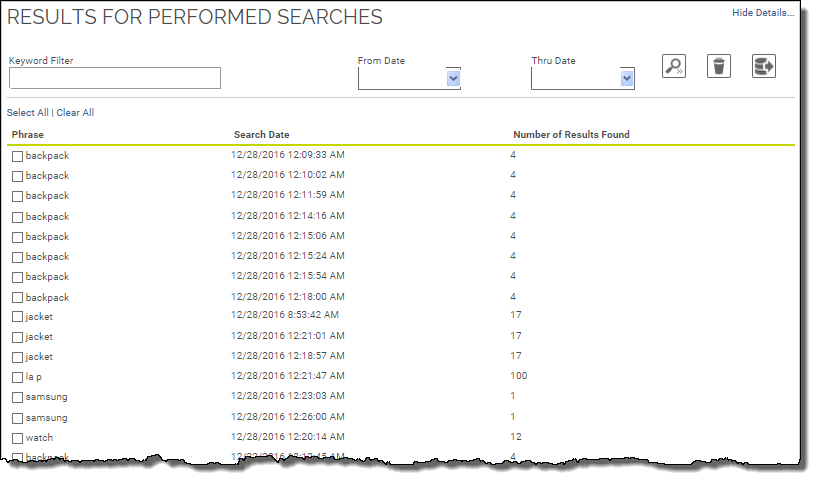 RESULTS FOR PERFORMED SEARCHES
Hide Details...
Keyword Filter From Date Thru Date
Select All | Clear All
Phrase Search Date Number of Results Found
backpack 12/28/2016 12:09:33 AM 4
backpack 12/28/2016 12:10:02 AM 4
backpack 12/28/2016 12:11:59 AM 4
backpack 12/28/2016 12:14:16 AM 4
backpack 12/28/2016 12:15:06 AM 4
backpack 12/28/2016 12:15:24 AM 4
backpack 12/28/2016 12:15:54 AM 4
backpack 12/28/2016 12:18:00 AM 4
jacket 12/28/2016 8:53:42 AM 17
jacket 12/28/2016 12:21:01 AM 17
jacket 12/28/2016 12:18:57 AM 17
la p 12/28/2016 12:21:47 AM 100
samsung 12/28/2016 12:23:03 AM 1
samsung 12/28/2016 12:26:00 AM 1
watch 12/28/2016 12:20:14 AM 12
backpack 4